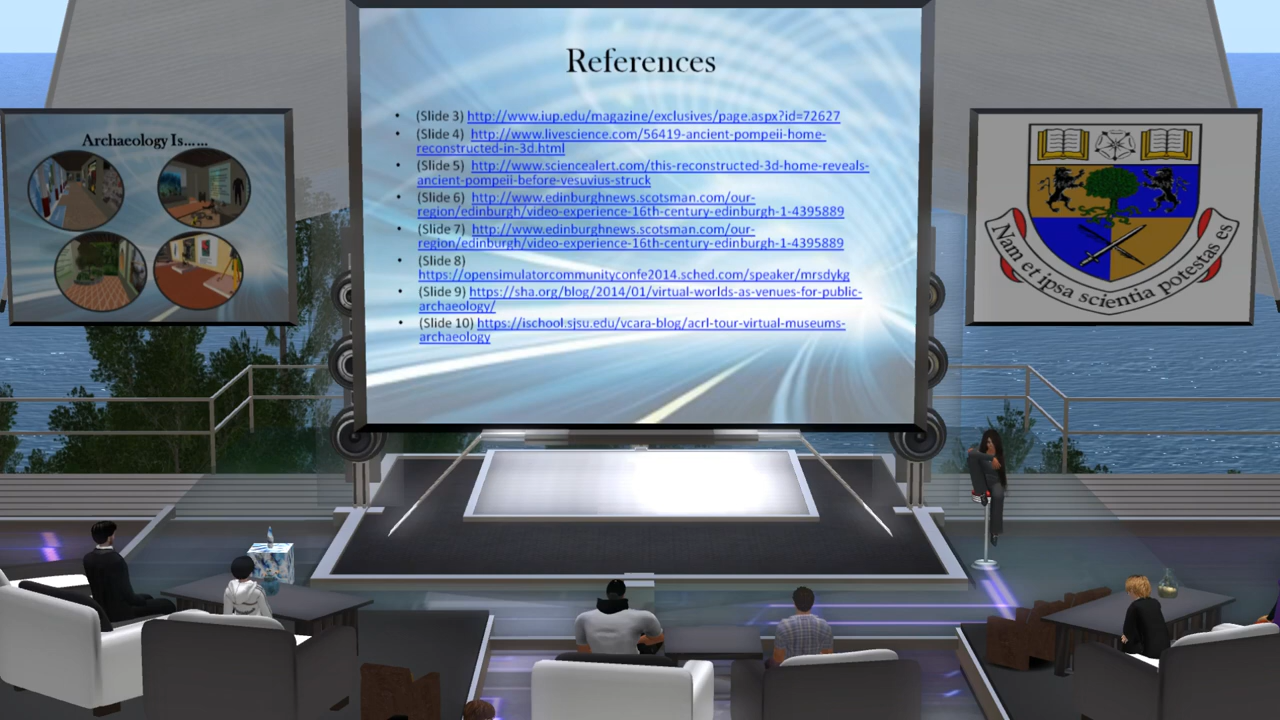 Archaeology Is......
References
• (Slide 3) http://www.iup.edu/magazine/exclusives/page.aspx?id=72627
• (Slide 4) http://www.livescience.com/56419-ancient-pompeii-home-
reconstructed-in-3d.html
• (Slide 5) http://www.sciencealert.com/this-reconstructed-3d-home-reveals-
ancient-pompeii-before-vesuvius-struck
• (Slide 6) http://www.edinburghnews.scotsman.com/our-
region/edinburgh/video-experience-16th-century-edinburgh-1-4395889
• (Slide 7) http://www.edinburghnews.scotsman.com/our-
region/edinburgh/video-experience-16th-century-edinburgh-1-4395889
• (Slide 8)
https://opensimulatorcommunityconfe2014.sched.com/speaker/mrsdykg
• (Slide 9) https://sha.org/blog/2014/01/virtual-worlds-as-venues-for-public-
archaeology/
• (Slide 10) https://ischool.sjsu.edu/vcara-blog/acrl-tour-virtual-museums-
archaeology
Nam et ipsa scientia potestas es